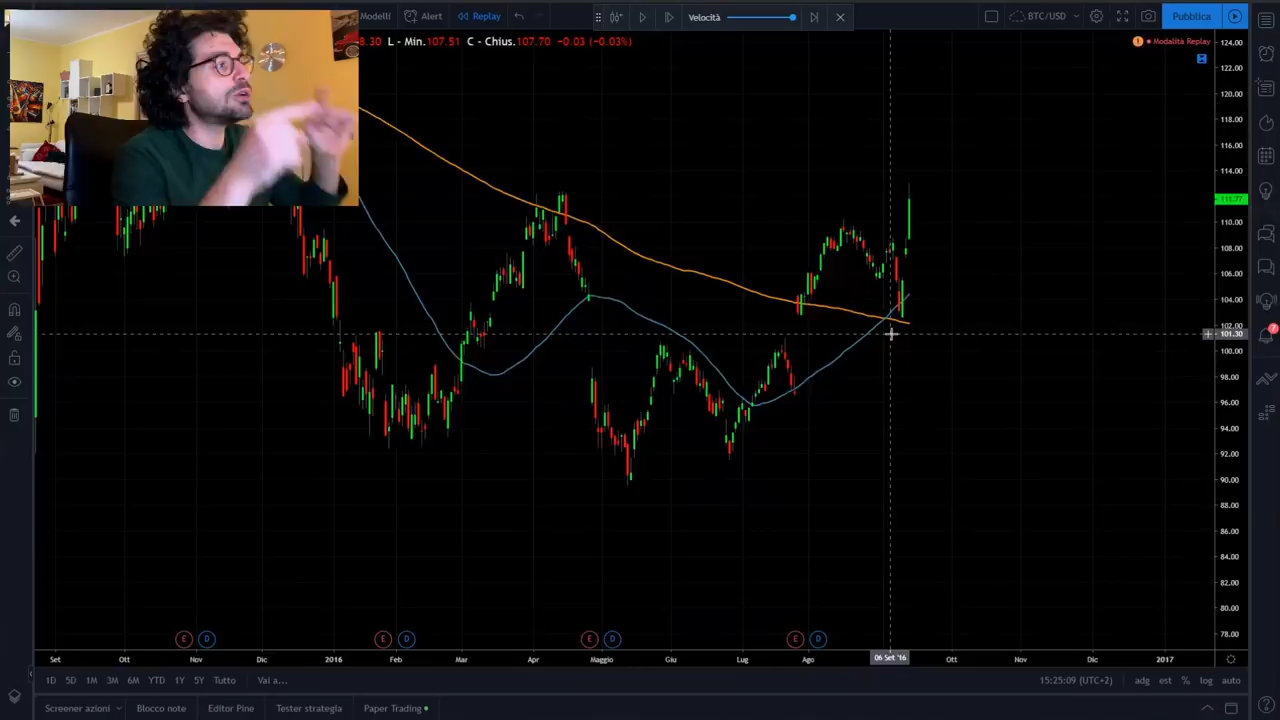 Modelli
Alert
Replay
Velocità
BTC/USD
Pubblica
8.30 L - Min.107.51 C - Chius.107.70 -0.03 (-0.03%)
Modalità Replay
124.00
122.00
120.00
118.00
116.00
114.00
111.77
110.00
108.00
106.00
104.00
102.00
101.30
100.00
98.00
96.00
94.00
92.00
90.00
88.00
86.00
84.00
82.00
80.00
78.00
7
E D E D E D E D
Set Ott Nov Dic 2016 Feb Mar Apr Maggio Giu Lug Ago 06 Set '16 Ott Nov Dic 2017
1D 5D 1M 3M 6M YTD 1Y 5Y Tutto Vai a... 15:25:09 (UTC+2) adg est % log auto
Screener azioni Blocco note Editor Pine Tester strategia Paper Trading